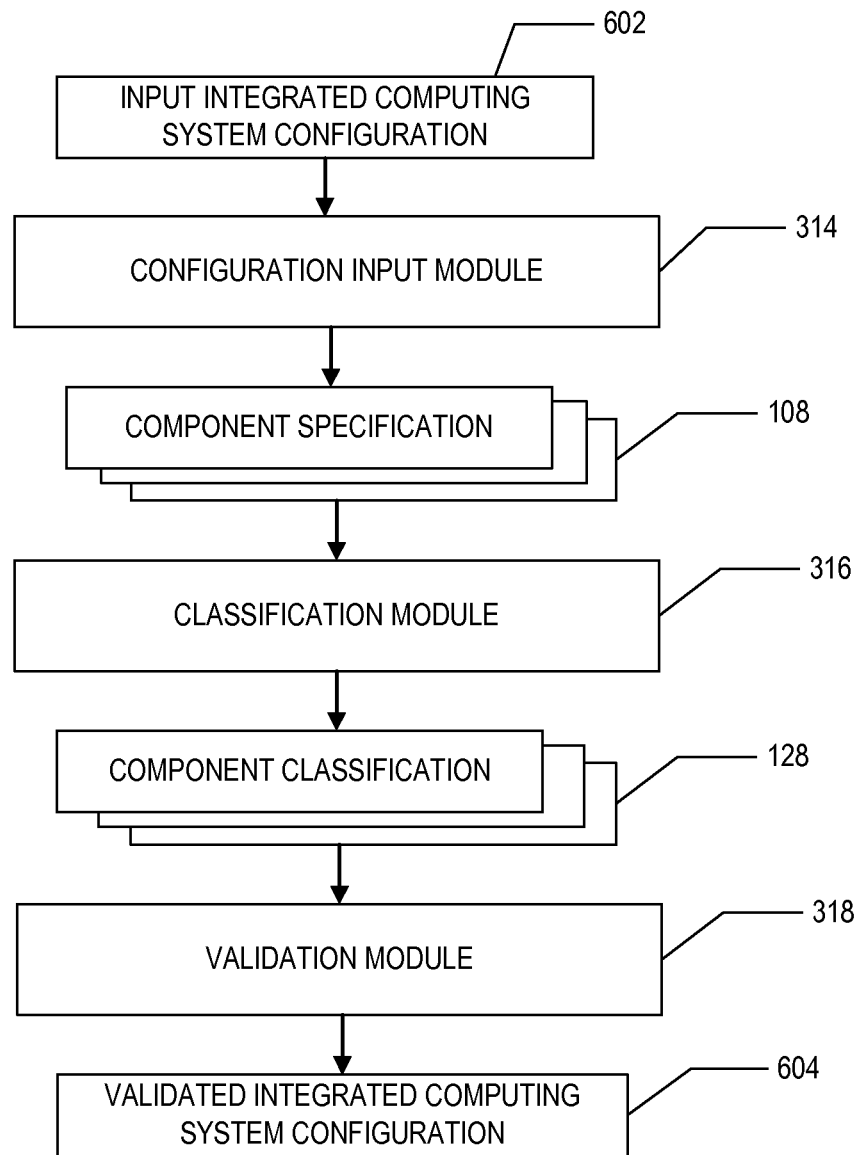 602
INPUT INTEGRATED COMPUTING
SYSTEM CONFIGURATION
314
CONFIGURATION INPUT MODULE
108
COMPONENT SPECIFICATION
316
CLASSIFICATION MODULE
128
COMPONENT CLASSIFICATION
318
VALIDATION MODULE
604
VALIDATED INTEGRATED COMPUTING
SYSTEM CONFIGURATION